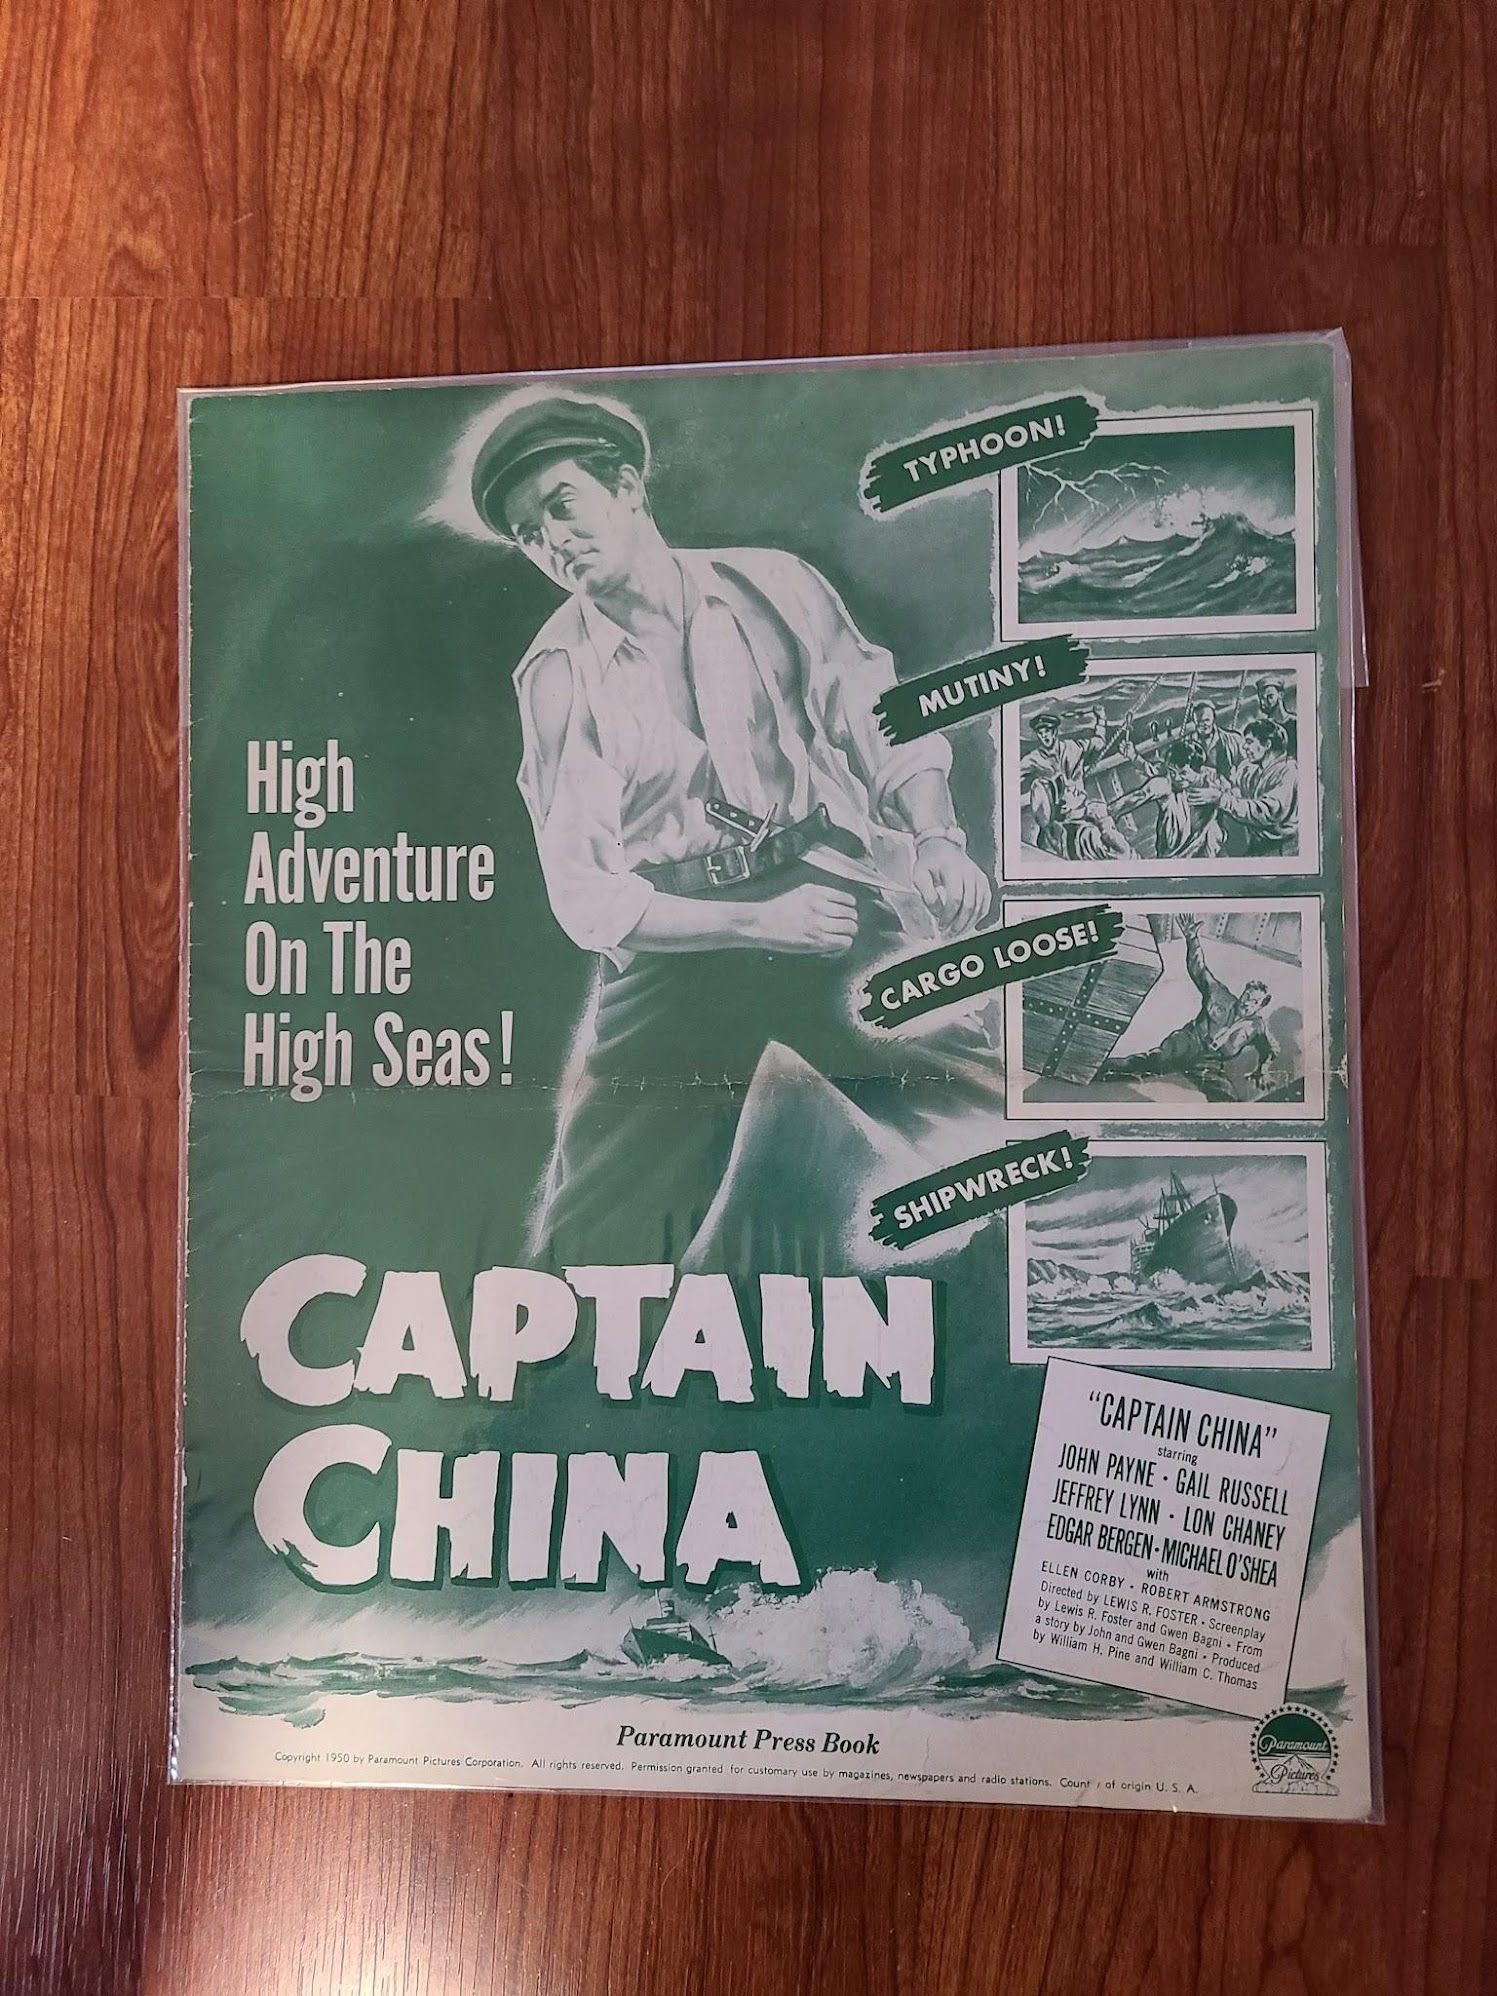 TYPHOON!
MUTINY!
High
Adventure
On The
High Seas!
CARGO LOOSE!
SHIPWRECK!
CAPTAIN
CHINA
"CAPTAIN CHINA"
starring
JOHN PAYNE • GAIL RUSSELL
JEFFREY LYNN • LON CHANEY
EDGAR BERGEN • MICHAEL O'SHEA
with
ELLEN CORBY • ROBERT ARMSTRONG
Directed by LEWIS R. FOSTER • Screenplay
by Lewis R. Foster and Gwen Bagni • From
a story by John and Gwen Bagni • Produced
by William H. Pine and William C. Thomas
Paramount Press Book
Copyright 1950 by Paramount Pictures Corporation. All rights reserved. Permission granted for customary use by magazines, newspapers and radio stations. Count y of origin U. S. A.
Paramount
Pictures